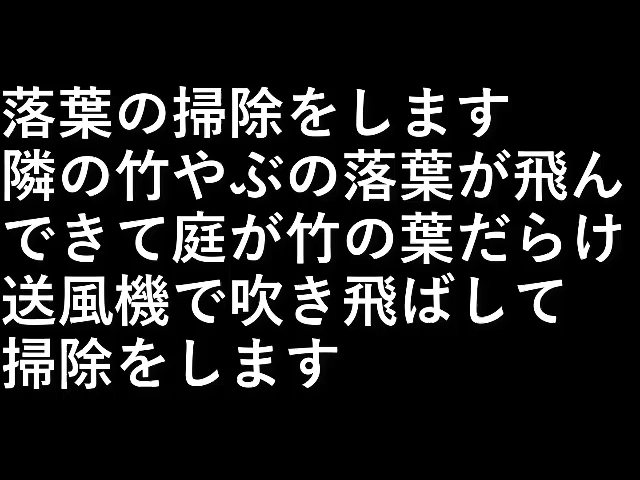 落葉の掃除をします
隣の竹やぶの落葉が飛ん
できて庭が竹の葉だらけ
送風機で吹き飛ばして
掃除をします